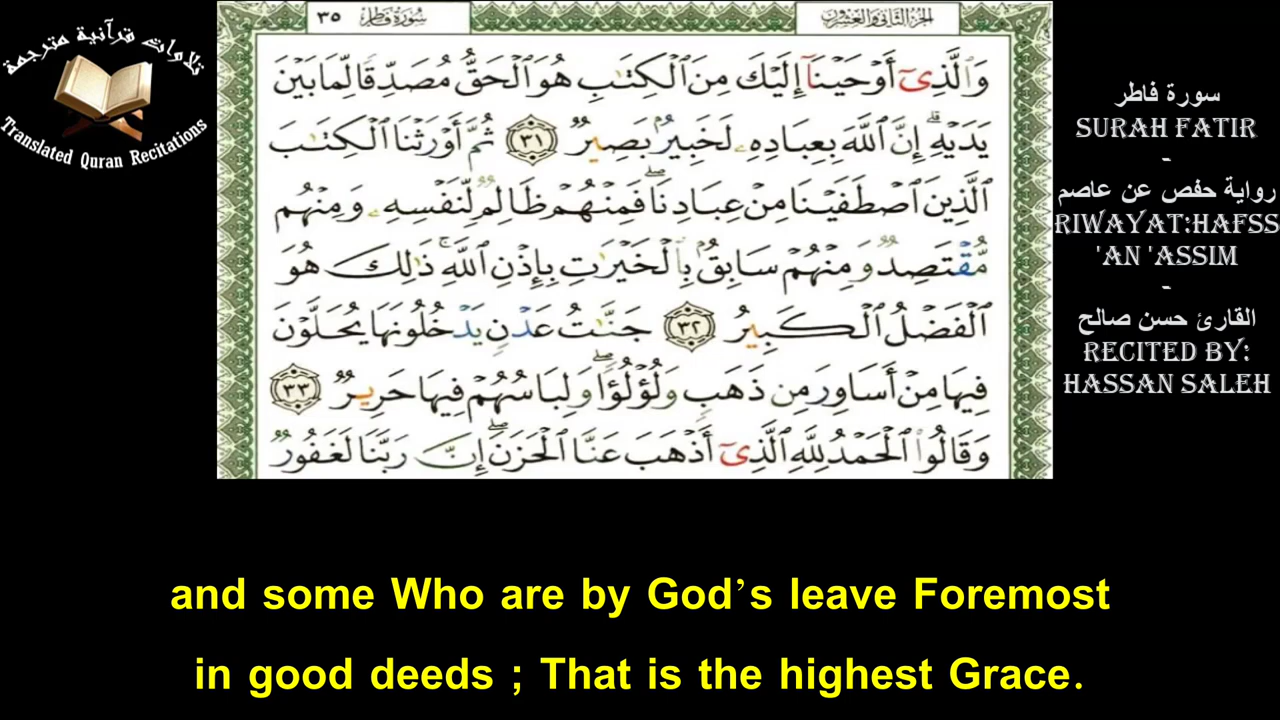 تلاوات قرآنية مترجمة
Translated Quran Recitations
سُورَةُ فَاطِر ٣٥
الجزء الثاني والعشرون
وَٱلَّذِىٓ أَوْحَيْنَآ إِلَيْكَ مِنَ ٱلْكِتَٰبِ هُوَ ٱلْحَقُّ مُصَدِّقًا لِّمَا بَيْنَ
يَدَيْهِ ۗ إِنَّ ٱللَّهَ بِعِبَادِهِۦ لَخَبِيرٌۢ بَصِيرٌ ٣١ ثُمَّ أَوْرَثْنَا ٱلْكِتَٰبَ
ٱلَّذِينَ ٱصْطَفَيْنَا مِنْ عِبَادِنَا ۖ فَمِنْهُمْ ظَالِمٌ لِّنَفْسِهِۦ وَمِنْهُم
مُّقْتَصِدٌ وَمِنْهُمْ سَابِقٌۢ بِٱلْخَيْرَٰتِ بِإِذْنِ ٱللَّهِ ۚ ذَٰلِكَ هُوَ
ٱلْفَضْلُ ٱلْكَبِيرُ ٣٢ جَنَّٰتُ عَدْنٍ يَدْخُلُونَهَا يُحَلَّوْنَ
فِيهَا مِنْ أَسَاوِرَ مِن ذَهَبٍ وَلُؤْلُؤًا ۖ وَلِبَاسُهُمْ فِيهَا حَرِيرٌ ٣٣
وَقَالُوا۟ ٱلْحَمْدُ لِلَّهِ ٱلَّذِىٓ أَذْهَبَ عَنَّا ٱلْحَزَنَ ۖ إِنَّ رَبَّنَا لَغَفُورٌ
سورة فاطر
SURAH FATIR
-
رواية حفص عن عاصم
RIWAYAT:HAFSS
'AN 'ASSIM
-
القارئ حسن صالح
RECITED BY:
HASSAN SALEH
and some Who are by God’s leave Foremost
in good deeds ; That is the highest Grace.